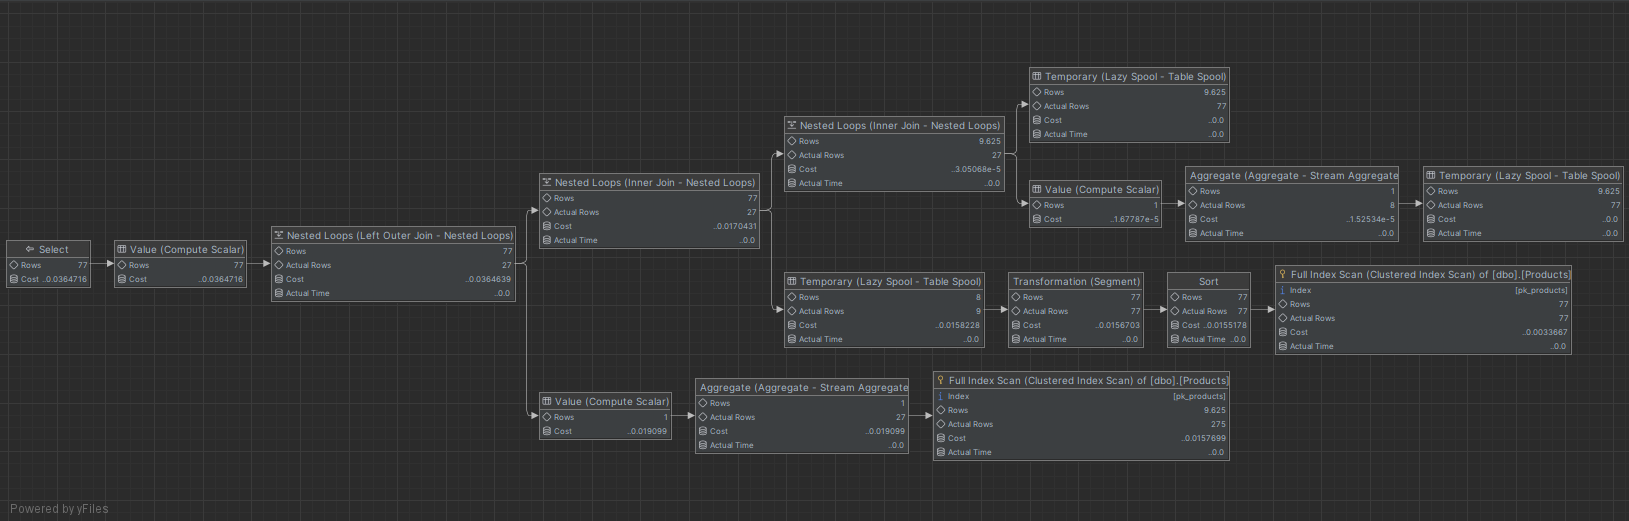 Select
Rows 77
Cost ..0.0364716
Value (Compute Scalar)
Rows 77
Cost ..0.0364716
Nested Loops (Left Outer Join - Nested Loops)
Rows 77
Actual Rows 27
Cost ..0.0364639
Actual Time ..0.0
Nested Loops (Inner Join - Nested Loops)
Rows 77
Actual Rows 27
Cost ..0.0170431
Actual Time ..0.0
Nested Loops (Inner Join - Nested Loops)
Rows 9.625
Actual Rows 27
Cost ..3.05068e-5
Actual Time ..0.0
Temporary (Lazy Spool - Table Spool)
Rows 9.625
Actual Rows 77
Cost ..0.0
Actual Time ..0.0
Value (Compute Scalar)
Rows 1
Cost ..1.67787e-5
Aggregate (Aggregate - Stream Aggregate
Rows 1
Actual Rows 8
Cost ..1.52534e-5
Actual Time ..0.0
Temporary (Lazy Spool - Table Spool)
Rows 9.625
Actual Rows 77
Cost ..0.0
Actual Time ..0.0
Temporary (Lazy Spool - Table Spool)
Rows 8
Actual Rows 9
Cost ..0.0158228
Actual Time ..0.0
Transformation (Segment)
Rows 77
Actual Rows 77
Cost ..0.0156703
Actual Time ..0.0
Sort
Rows 77
Actual Rows 77
Cost ..0.0155178
Actual Time ..0.0
Full Index Scan (Clustered Index Scan) of [dbo].[Products]
Index [pk_products]
Rows 77
Actual Rows 77
Cost ..0.0033667
Actual Time ..0.0
Value (Compute Scalar)
Rows 1
Cost ..0.019099
Aggregate (Aggregate - Stream Aggregate
Rows 1
Actual Rows 27
Cost ..0.019099
Actual Time ..0.0
Full Index Scan (Clustered Index Scan) of [dbo].[Products]
Index [pk_products]
Rows 9.625
Actual Rows 275
Cost ..0.0157699
Actual Time ..0.0
Powered by yFiles